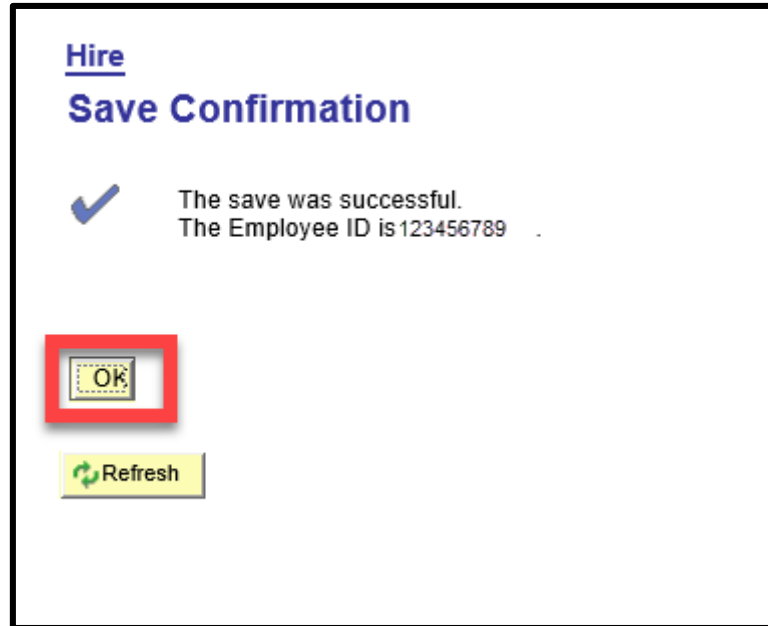 Hire
Save Confirmation
The save was successful.
The Employee ID is 123456789 .
OK
Refresh